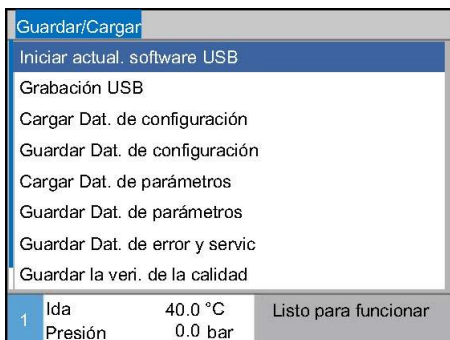 Guardar/Cargar
Iniciar actual. software USB
Grabación USB
Cargar Dat. de configuración
Guardar Dat. de configuración
Cargar Dat. de parámetros
Guardar Dat. de parámetros
Guardar Dat. de error y servic
Guardar la veri. de la calidad
1 Ida 40.0 °C Listo para funcionar
Presión 0.0 bar